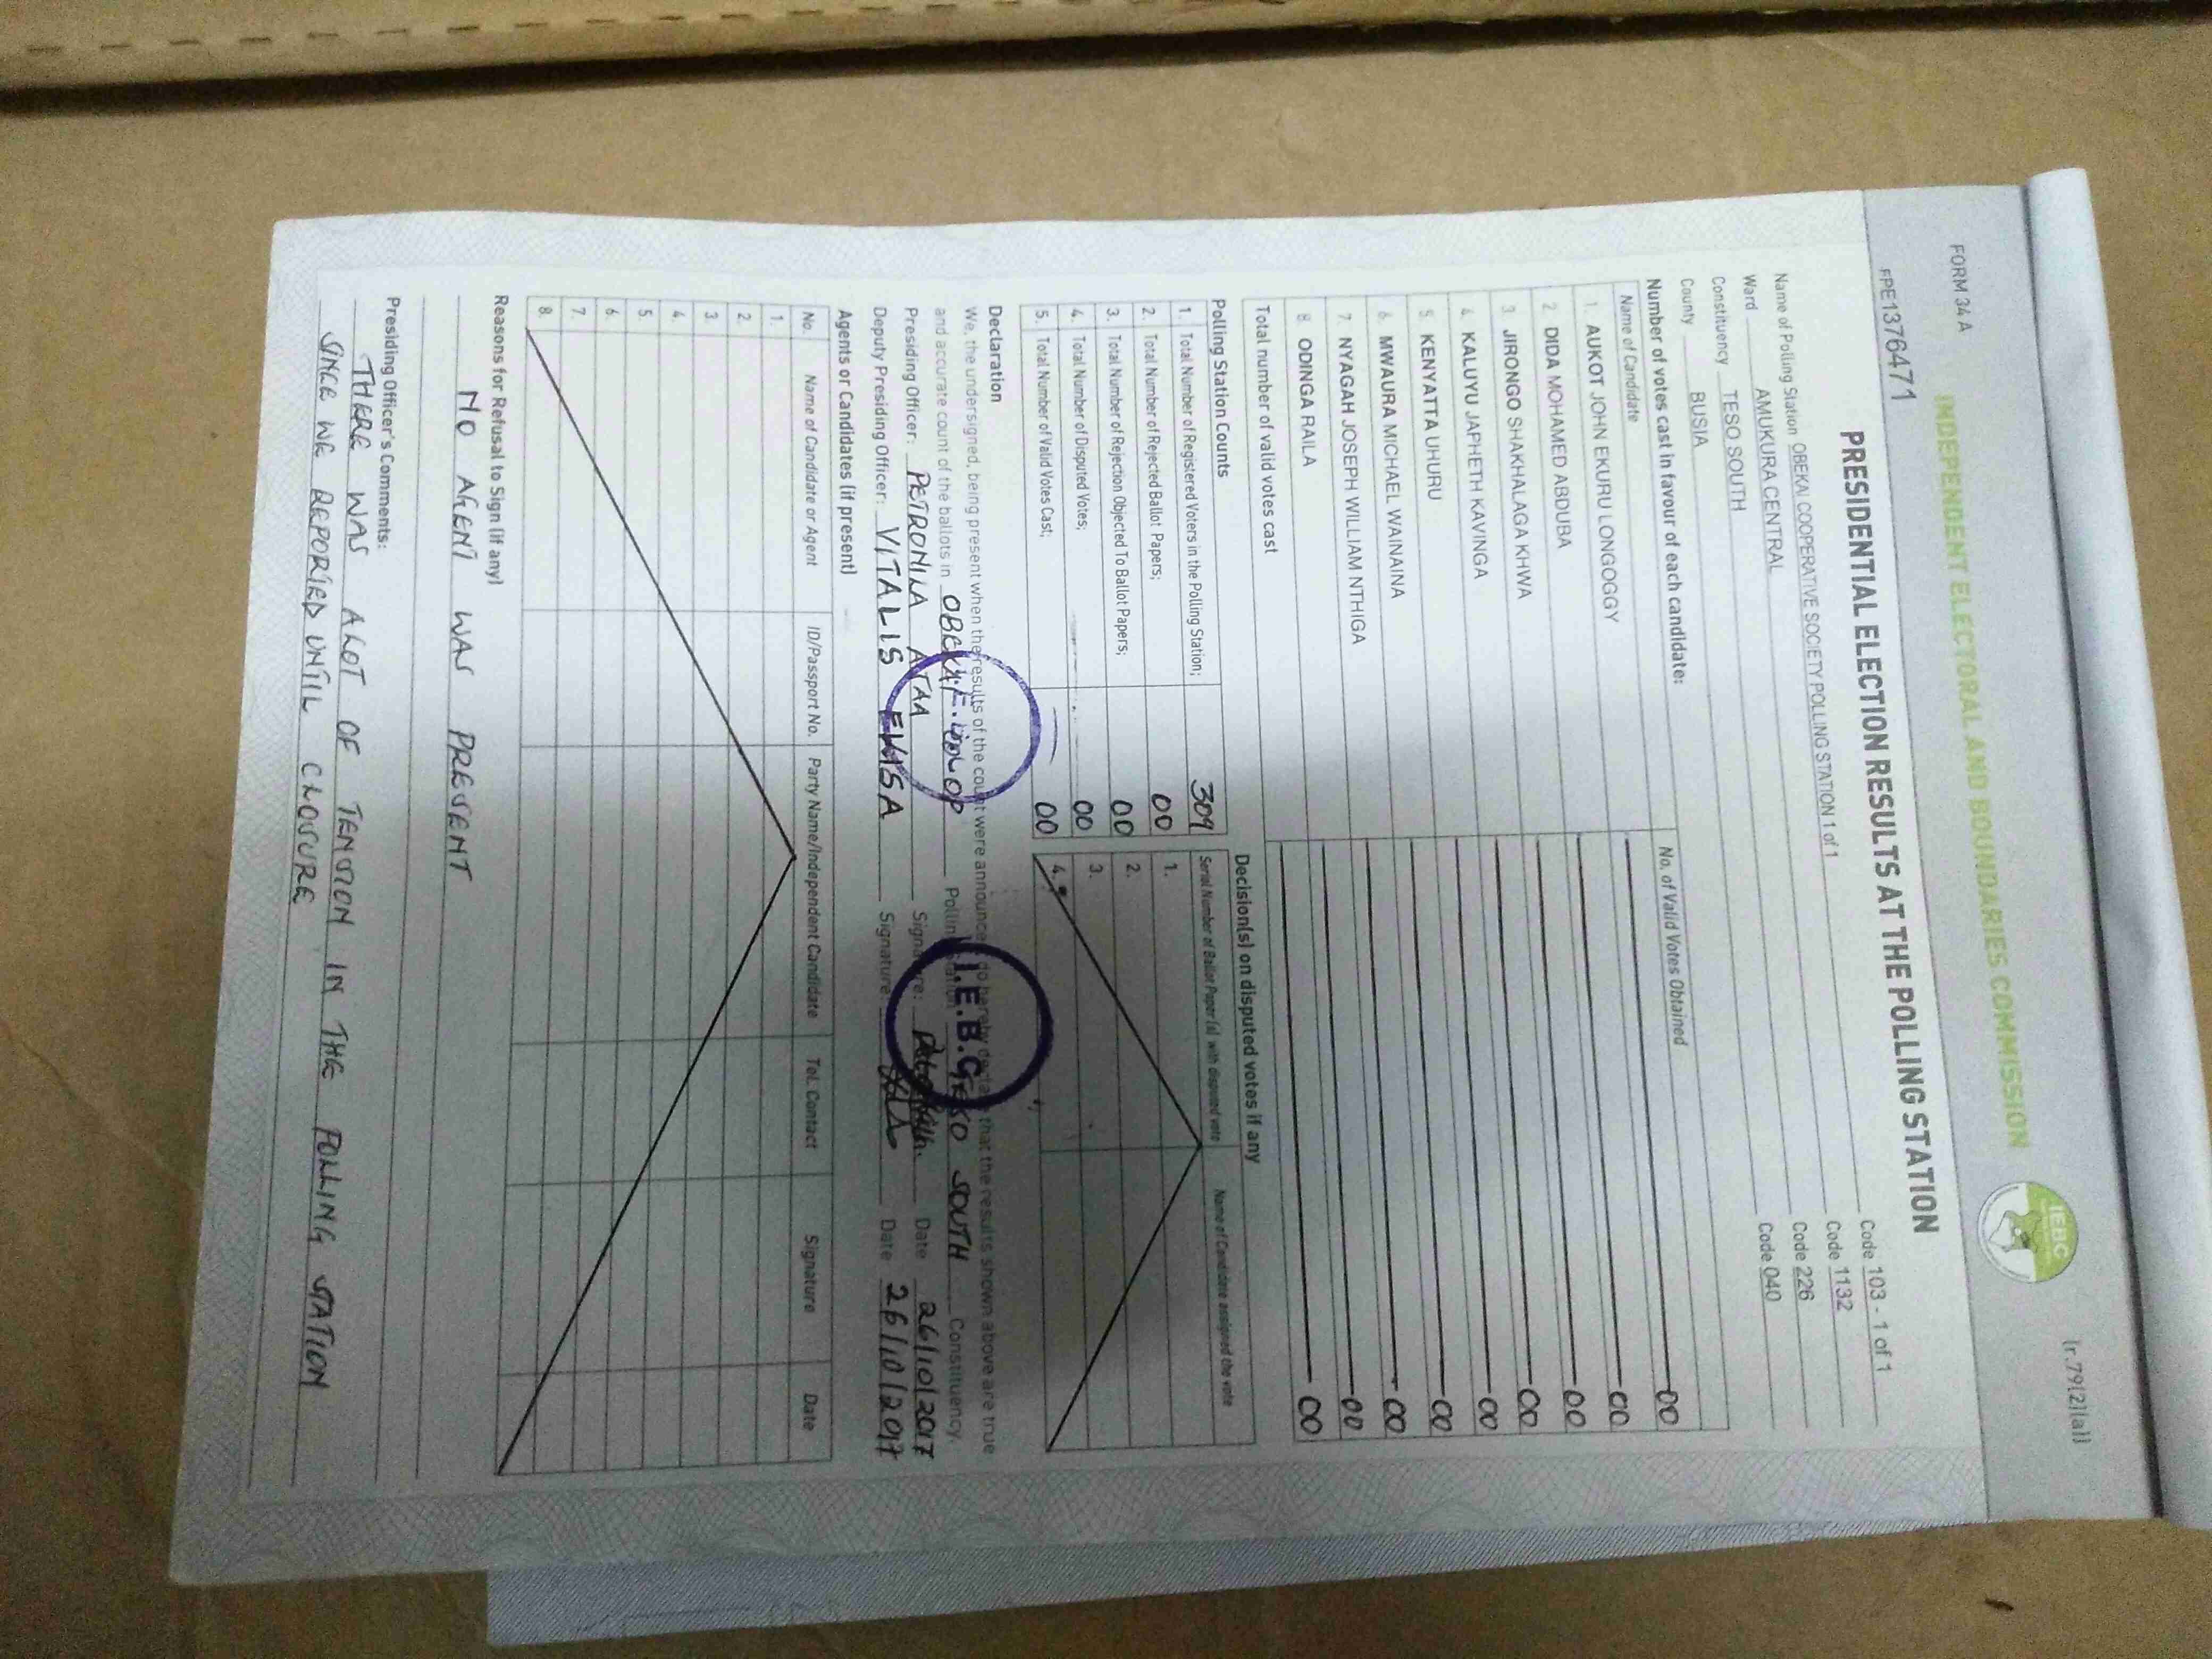 FORM 34A
(r.79(2)(a))
INDEPENDENT ELECTORAL AND BOUNDARIES COMMISSION
IEBC
FPE1376471
PRESIDENTIAL ELECTION RESULTS AT THE POLLING STATION
Name of Polling Station OBEKAI COOPERATIVE SOCIETY POLLING STATION 1 of 1 Code 103 - 1 of 1
Ward AMUKURA CENTRAL Code 1132
Constituency TESO SOUTH Code 226
County BUSIA Code 040
Number of votes cast in favour of each candidate:
Name of Candidate No. of Valid Votes Obtained
1. AUKOT JOHN EKURU LONGOGGY 00
2. DIDA MOHAMED ABDUBA 00
3. JIRONGO SHAKHALAGA KHWA 00
4. KALUYU JAPHETH KAVINGA 00
5. KENYATTA UHURU 00
6. MWAURA MICHAEL WAINAINA 00
7. NYAGAH JOSEPH WILLIAM NTHIGA 00
8. ODINGA RAILA 00
Total number of valid votes cast 00
Polling Station Counts
1. Total Number of Registered Voters in the Polling Station; 309
2. Total Number of Rejected Ballot Papers; 00
3. Total Number of Rejection Objected To Ballot Papers; 00
4. Total Number of Disputed Votes; 00
5. Total Number of Valid Votes Cast; 00
Decision(s) on disputed votes if any
Serial Number of Ballot Paper (s) with disputed vote Name of Candidate assigned the vote
1.
2.
3.
4.
Declaration
We, the undersigned, being present when the results of the count were announced do hereby declare that the results shown above are true
and accurate count of the ballots in OBEKAI Polling Station TESO SOUTH Constituency.
Presiding Officer: PETRONILA Signature: Date 26/10/2017
Deputy Presiding Officer: VITALIS EKISA Signature: Date 26/10/2017
I.E.B.C
Agents or Candidates (if present)
No. Name of Candidate or Agent ID/Passport No. Party Name/Independent Candidate Tel. Contact Signature Date
1.
2.
3.
4.
5.
6.
7.
8.
Reasons for Refusal to Sign (if any)
NO AGENT WAS PRESENT
Presiding Officer's Comments:
THERE WAS ALOT OF TENSION IN THE POLLING STATION
SINCE WE REPORTED UNTIL CLOSURE